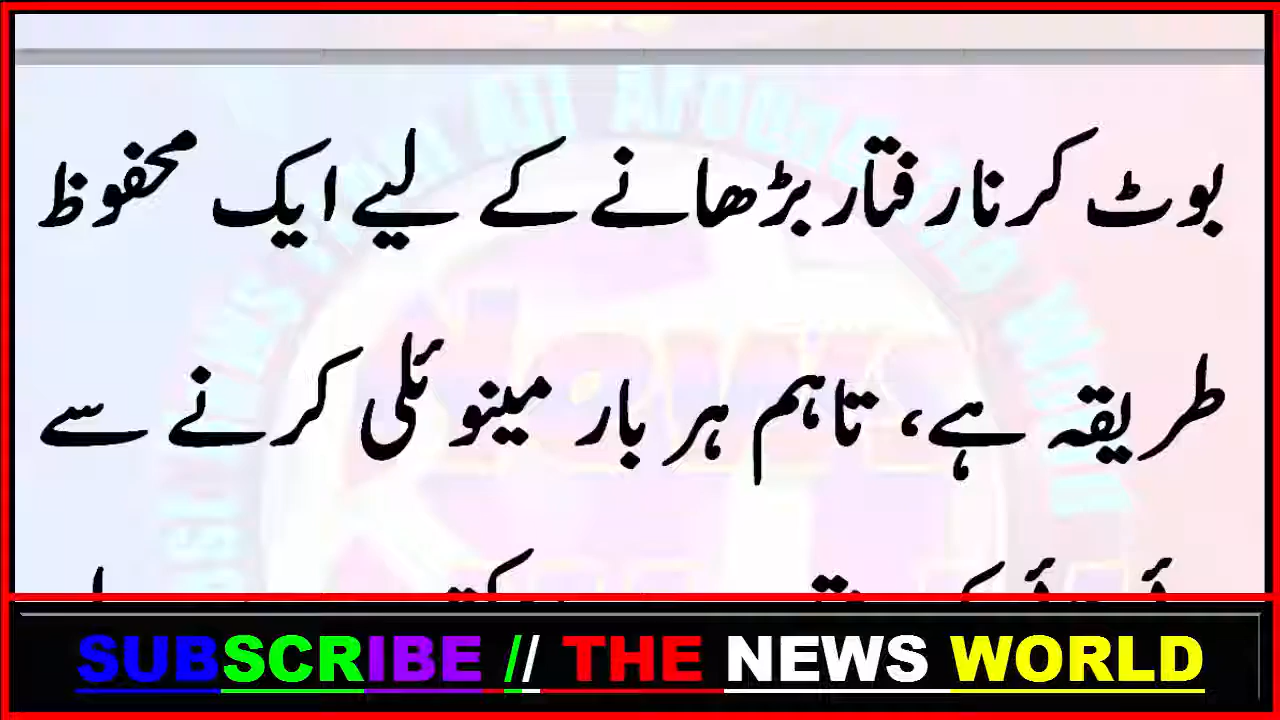 بوٹ کرنا رفتار بڑھانے کے لیے ایک محفوظ
طریقہ ہے، تاہم ہر بار مینوئلی کرنے سے
SUBSCRIBE // THE NEWS WORLD